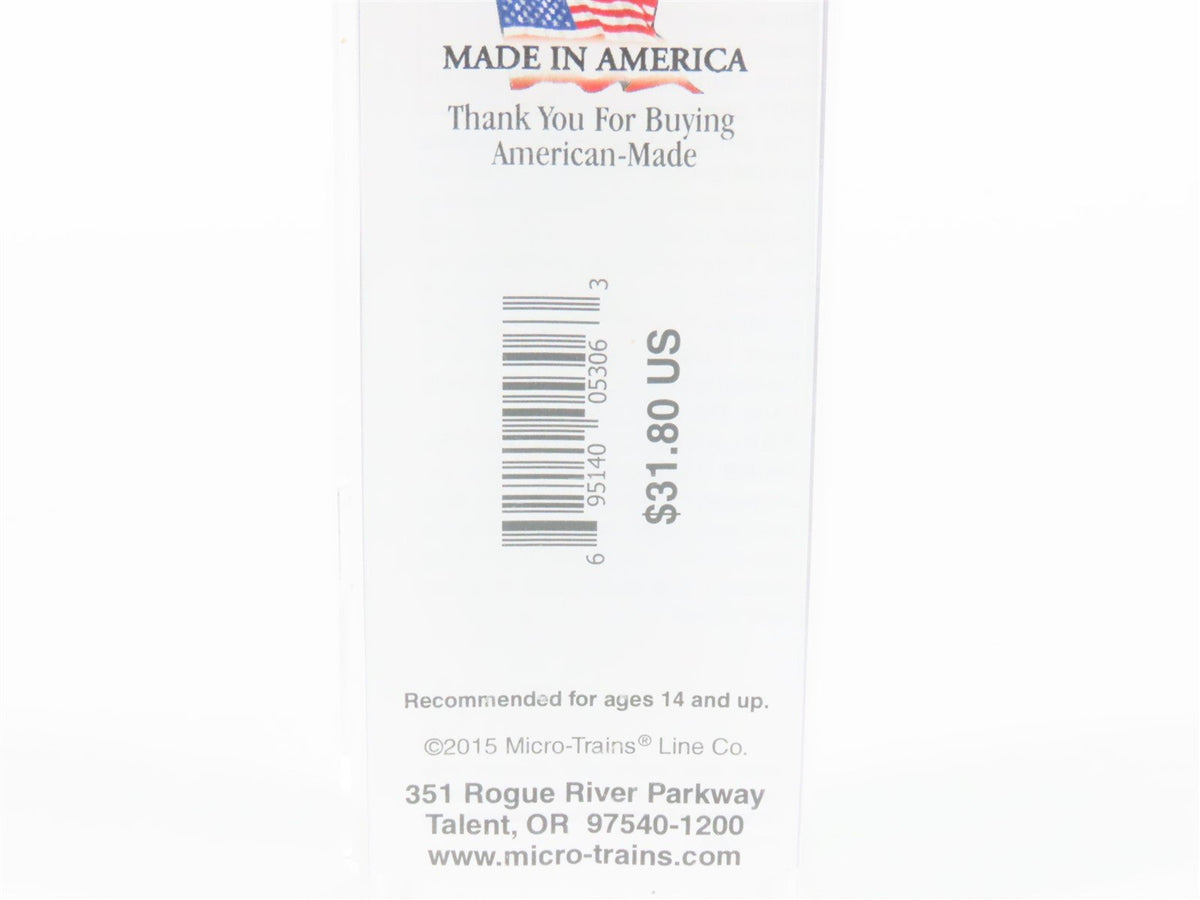 MADE IN AMERICA
Thank You For Buying
American-Made
6 95140 05306 3
$31.80 US
Recommended for ages 14 and up.
©2015 Micro-Trains® Line Co.
351 Rogue River Parkway
Talent, OR 97540-1200
www.micro-trains.com